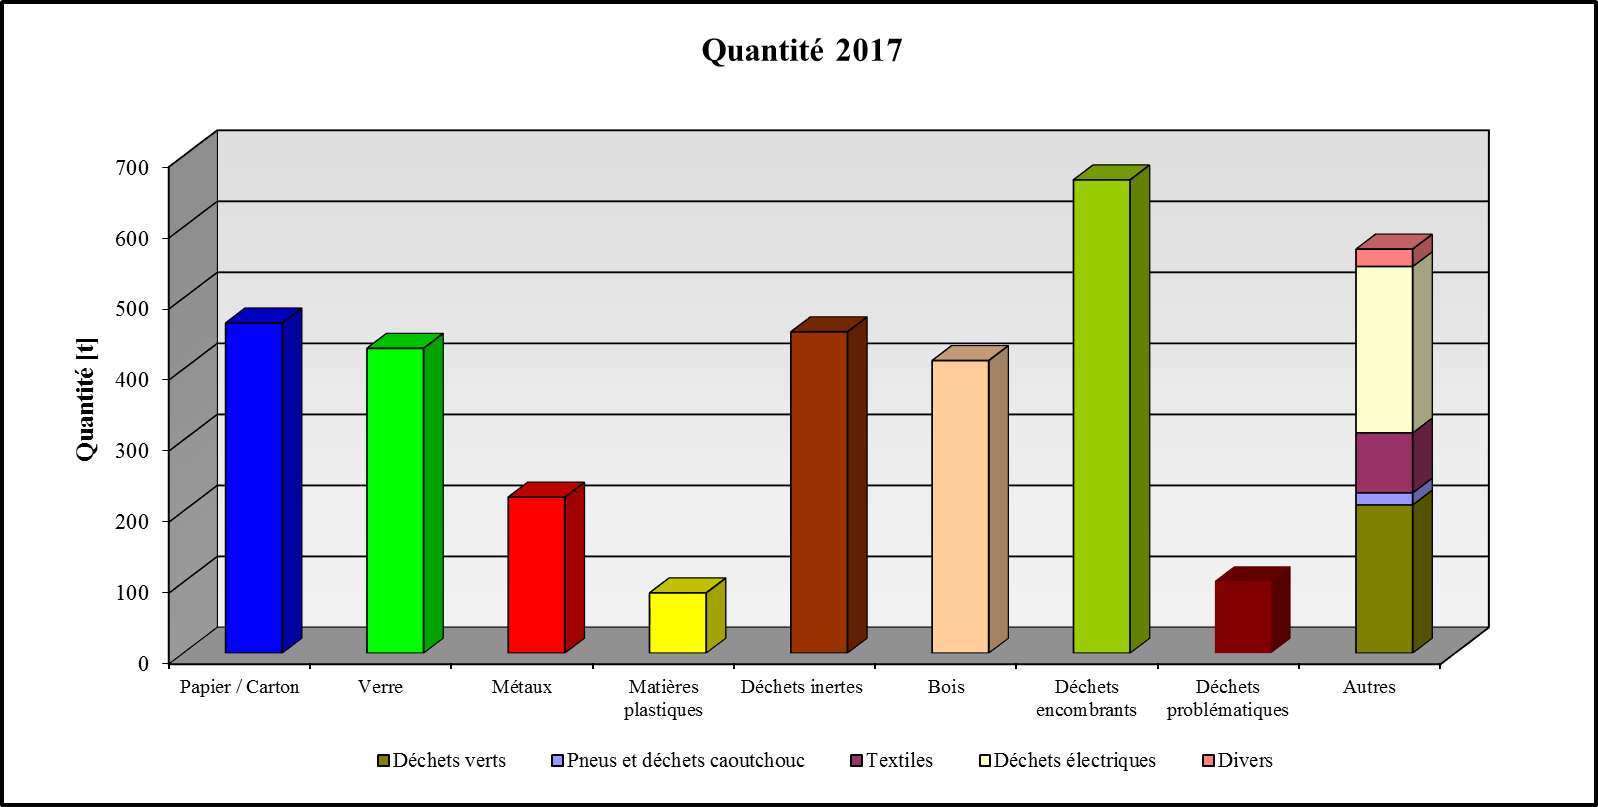 Quantité 2017
Quantité [t]
700
600
500
400
300
200
100
0
Papier / Carton
Verre
Métaux
Matières
plastiques
Déchets inertes
Bois
Déchets
encombrants
Déchets
problématiques
Autres
Déchets verts
Pneus et déchets caoutchouc
Textiles
Déchets électriques
Divers